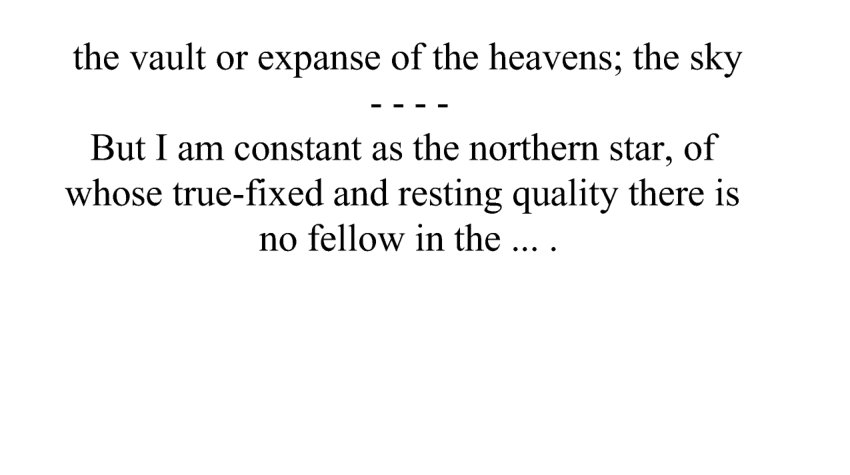 the vault or expanse of the heavens; the sky
- - - -
But I am constant as the northern star, of
whose true-fixed and resting quality there is
no fellow in the ... .